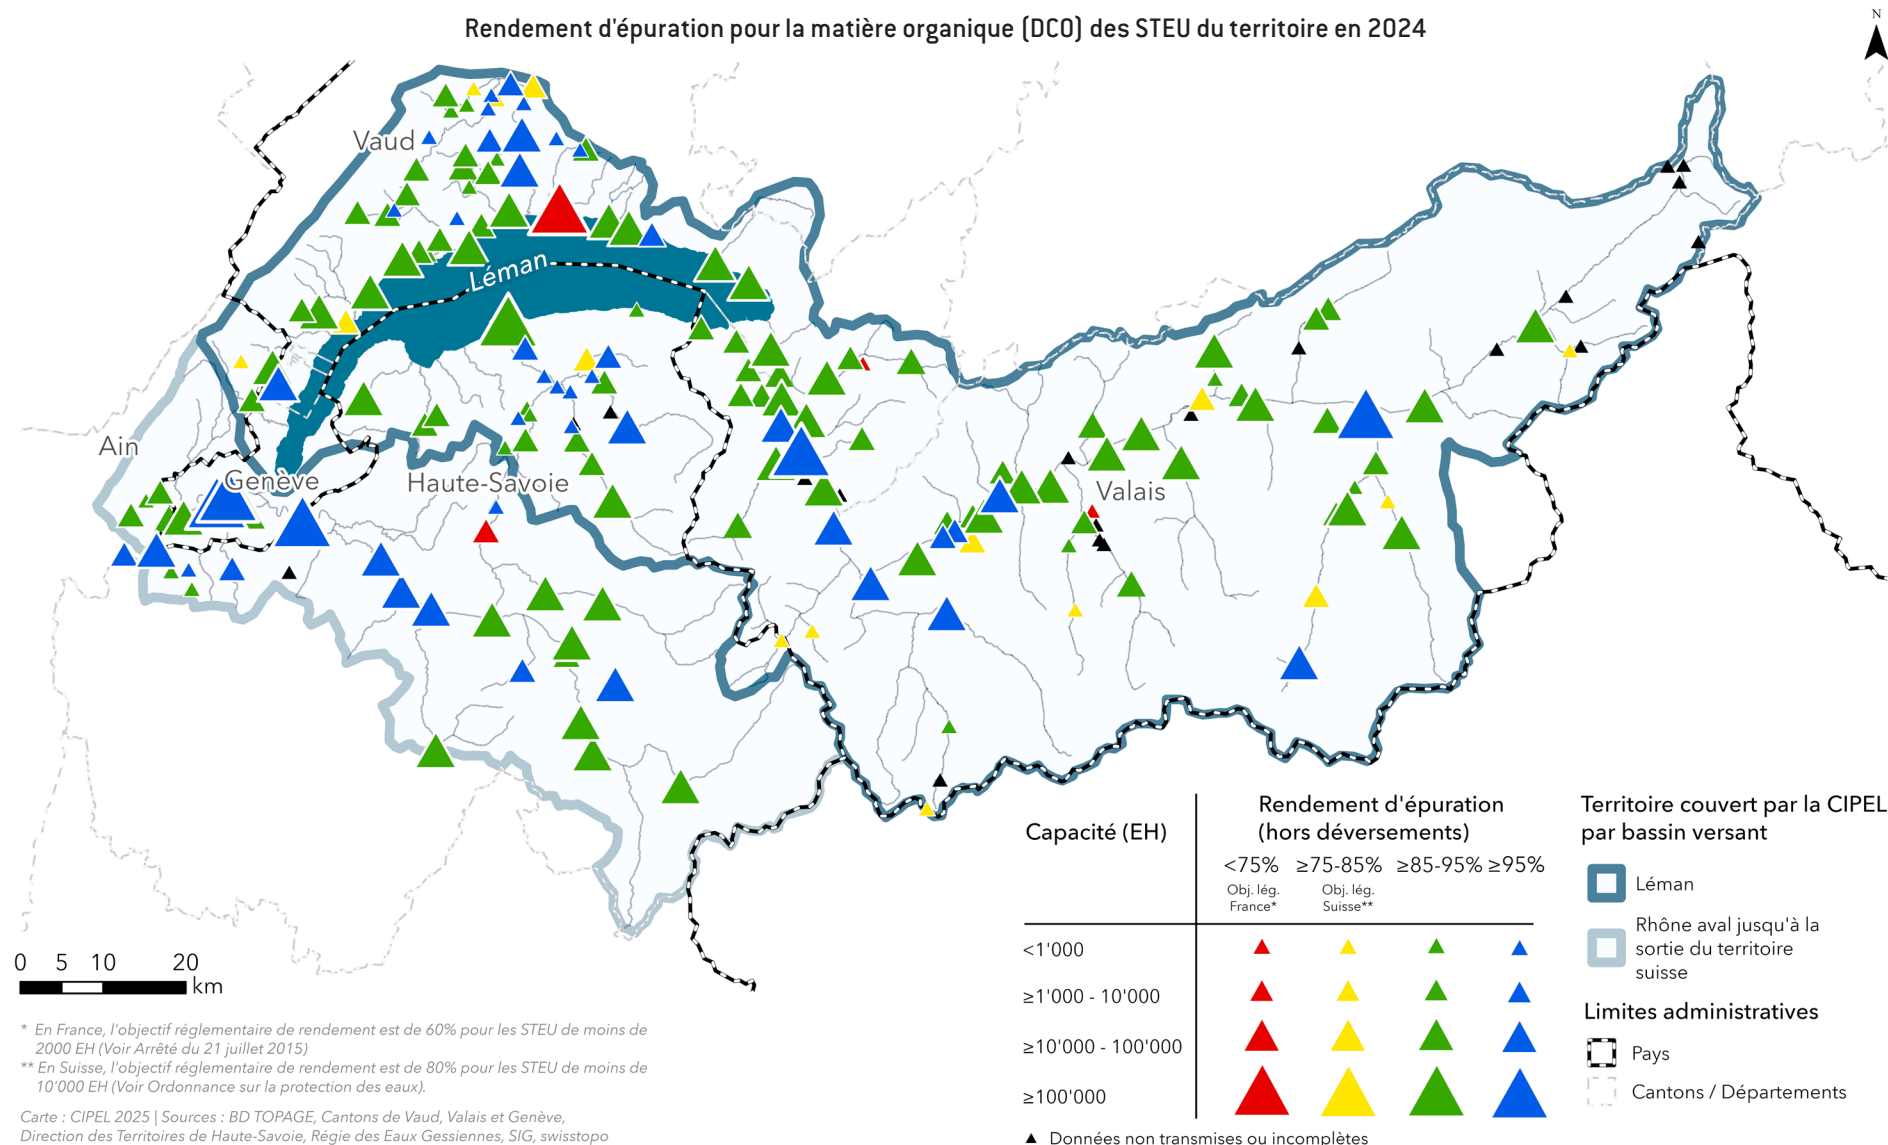 Rendement d'épuration pour la matière organique (DCO) des STEU du territoire en 2024
N
Vaud
Léman
Ain
Genève
Haute-Savoie
Valais
0 5 10 20
km
* En France, l'objectif réglementaire de rendement est de 60% pour les STEU de moins de
2000 EH (Voir Arrêté du 21 juillet 2015)
** En Suisse, l'objectif réglementaire de rendement est de 80% pour les STEU de moins de
10'000 EH (Voir Ordonnance sur la protection des eaux).
Carte : CIPEL 2025 | Sources : BD TOPAGE, Cantons de Vaud, Valais et Genève,
Direction des Territoires de Haute-Savoie, Régie des Eaux Gessiennes, SIG, swisstopo
Capacité (EH)
Rendement d'épuration
(hors déversements)
<75% ≥75-85% ≥85-95% ≥95%
Obj. lég. Obj. lég.
France* Suisse**
<1'000
≥1'000 - 10'000
≥10'000 - 100'000
≥100'000
Données non transmises ou incomplètes
Territoire couvert par la CIPEL
par bassin versant
Léman
Rhône aval jusqu'à la
sortie du territoire
suisse
Limites administratives
Pays
Cantons / Départements